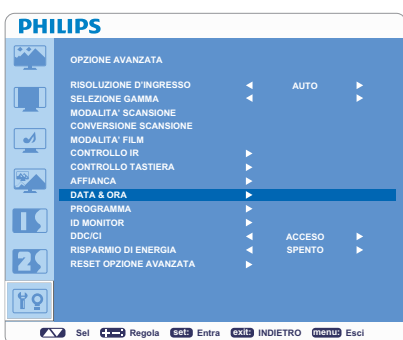 PHILIPS
OPZIONE AVANZATA
RISOLUZIONE D'INGRESSO AUTO
SELEZIONE GAMMA
MODALITA' SCANSIONE
CONVERSIONE SCANSIONE
MODALITA' FILM
CONTROLLO IR
CONTROLLO TASTIERA
AFFIANCA
DATA & ORA
PROGRAMMA
ID MONITOR
DDC/CI ACCESO
RISPARMIO DI ENERGIA SPENTO
RESET OPZIONE AVANZATA
Sel Regola set: Entra exit: INDIETRO menu: Esci